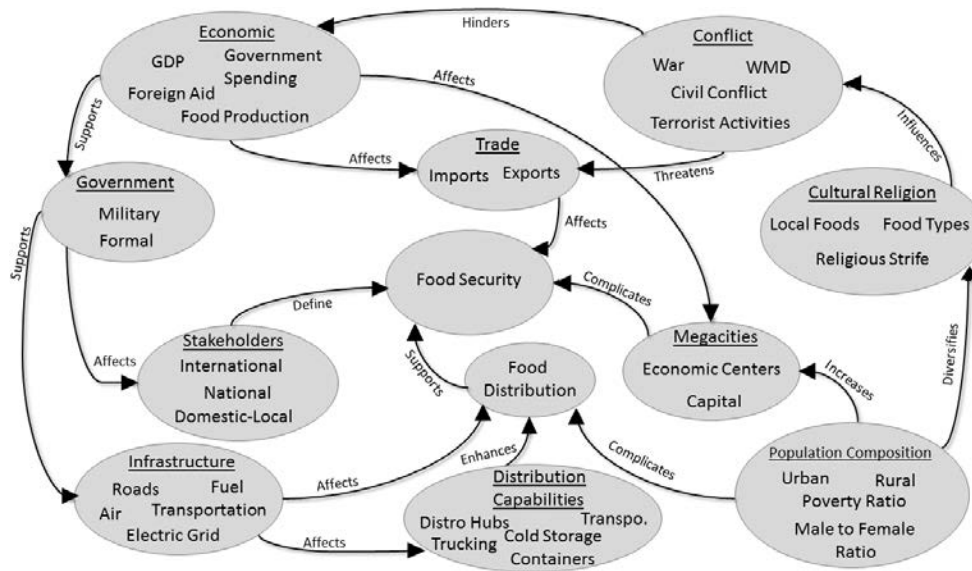 Economic
GDP
Government
Spending
Foreign Aid
Food Production
Hinders
Conflict
War
WMD
Civil Conflict
Terrorist Activities
Affects
Supports
Affects
Trade
Imports
Exports
Threatens
Influences
Government
Military
Formal
Cultural Religion
Local Foods
Food Types
Religious Strife
Supports
Affects
Food Security
Complicates
Define
Affects
Stakeholders
International
National
Domestic-Local
Supports
Food
Distribution
Megacities
Economic Centers
Capital
Diversifies
Increases
Infrastructure
Roads
Fuel
Air
Transportation
Electric Grid
Affects
Enhances
Complicates
Affects
Distribution
Capabilities
Distro Hubs
Transpo.
Trucking
Cold Storage
Containers
Population Composition
Urban
Rural
Poverty Ratio
Male to Female
Ratio